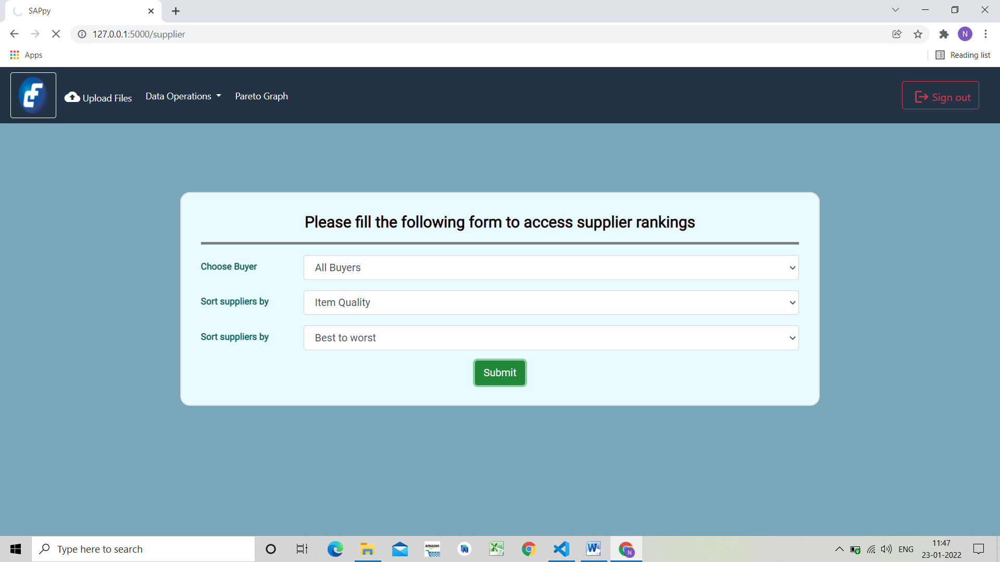 SAPpy
127.0.0.1:5000/supplier
N
Apps
Reading list
Upload Files
Data Operations
Pareto Graph
Sign out
Please fill the following form to access supplier rankings
Choose Buyer
All Buyers
Sort suppliers by
Item Quality
Sort suppliers by
Best to worst
Submit
Type here to search
amazon
N
ENG
11:47
23-01-2022